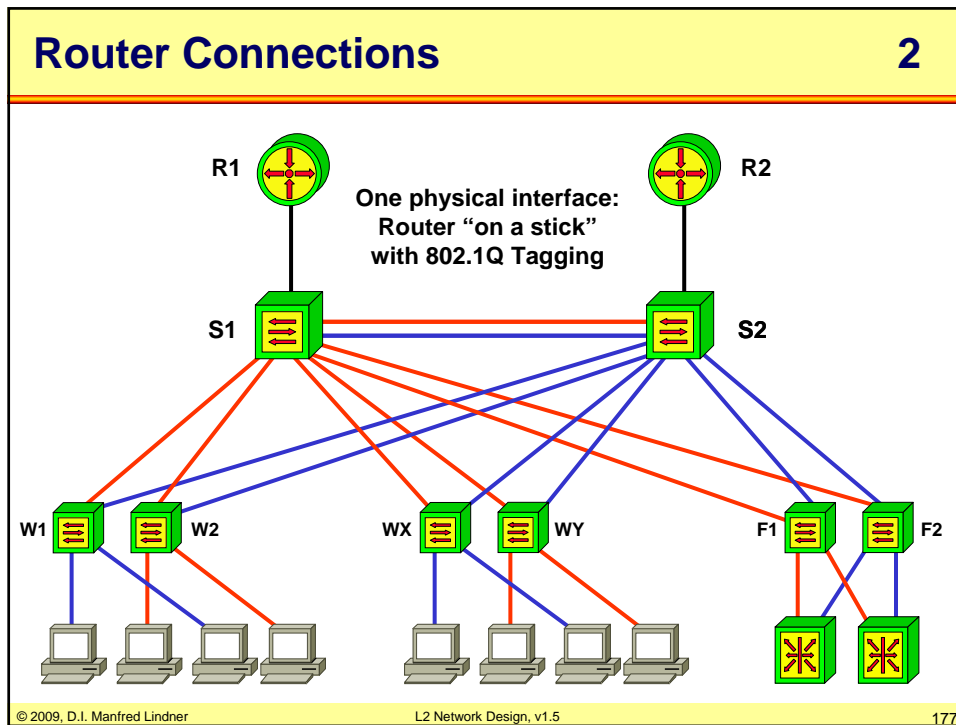 Router Connections 2
R1
R2
One physical interface:
Router “on a stick”
with 802.1Q Tagging
S1
S2
W1
W2
WX
WY
F1
F2
© 2009, D.I. Manfred Lindner
L2 Network Design, v1.5
177